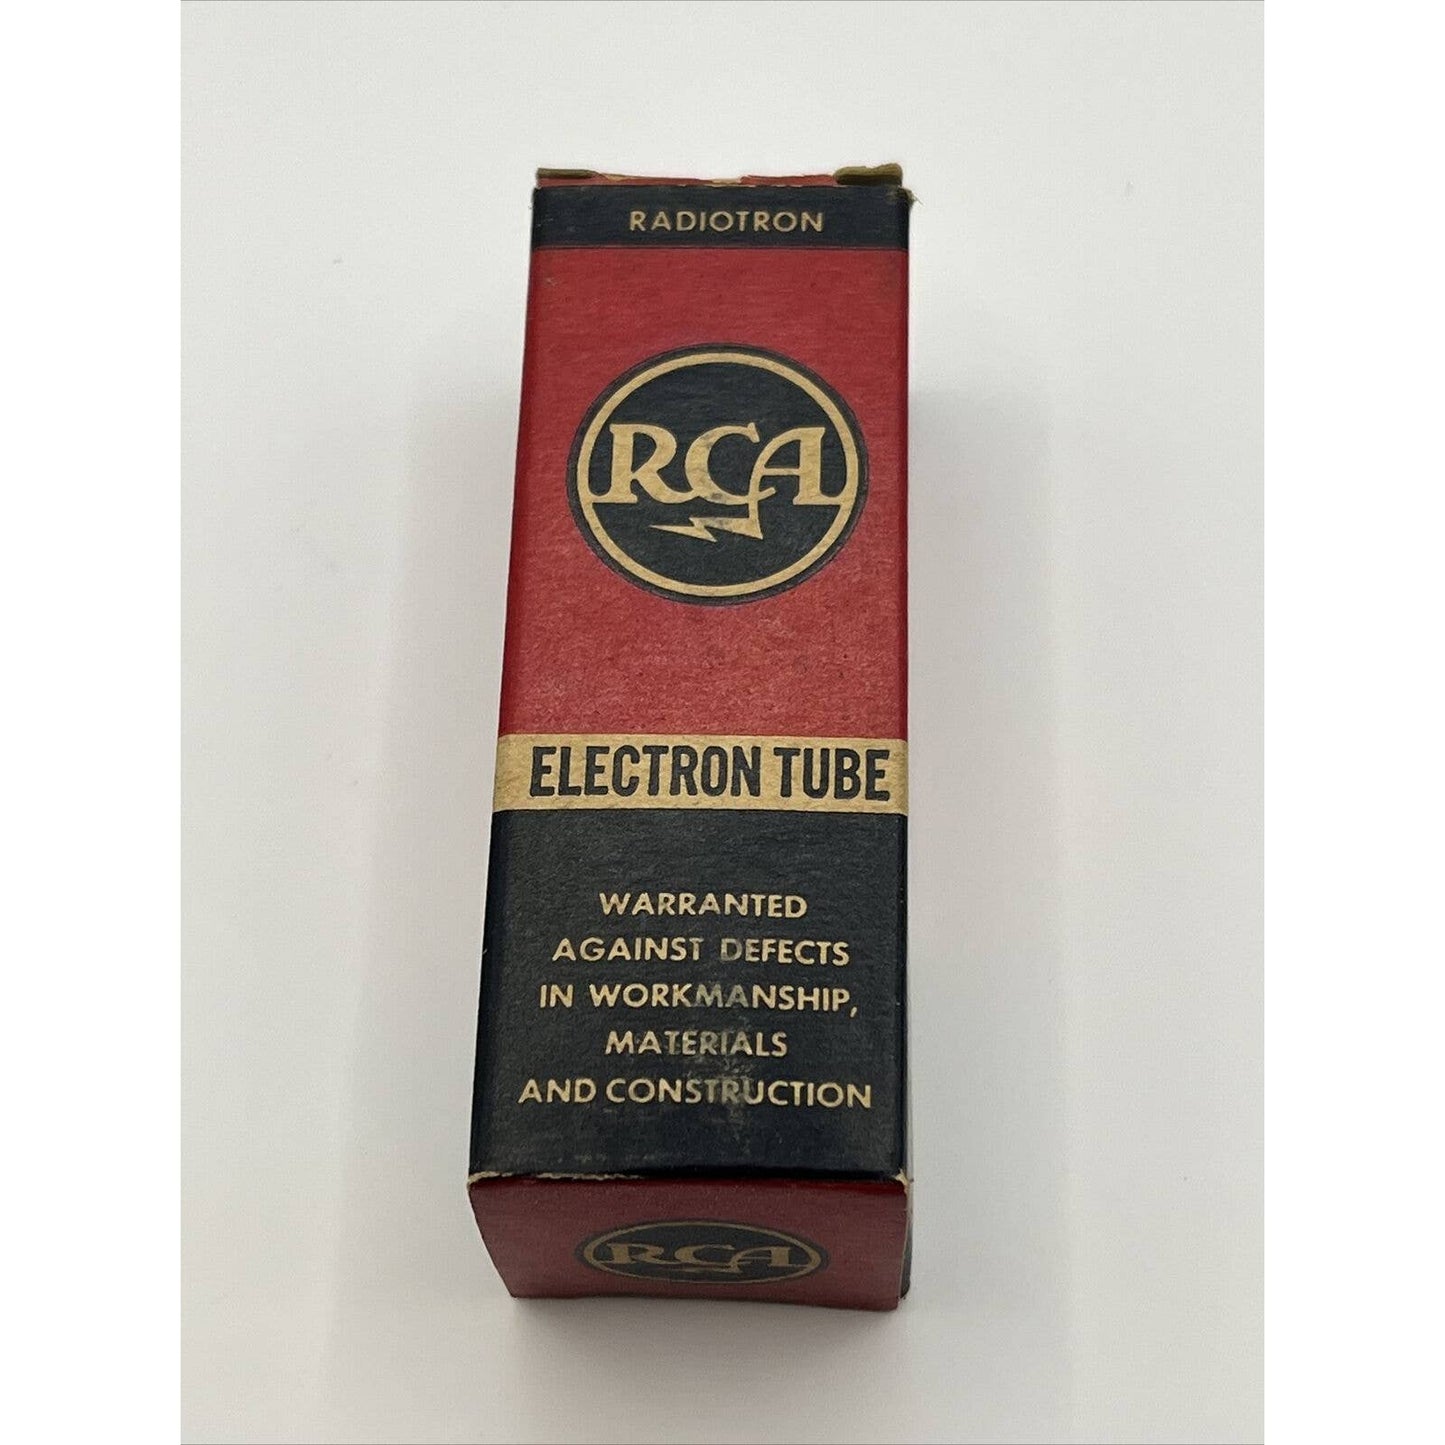 RADIOTRON
RCA
ELECTRON TUBE
WARRANTED
AGAINST DEFECTS
IN WORKMANSHIP,
MATERIALS
AND CONSTRUCTION
RCA